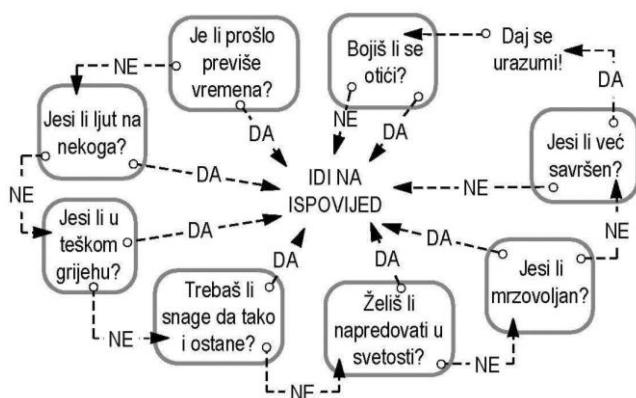 Je li prošlo
previše
vremena?
NE
DA
Jesi li ljut na
nekoga?
NE
DA
Jesi li u
teškom
grijehu?
DA
NE
Trebaš li
snage da tako
i ostane?
DA
NE
Želiš li
napredovati u
svetosti?
DA
NE
Jesi li
mrzovoljan?
DA
NE
Jesi li već
savršen?
NE
DA
Daj se
urazumi!
Bojiš li se
otići?
NE
DA
IDI NA
ISPOVIJED